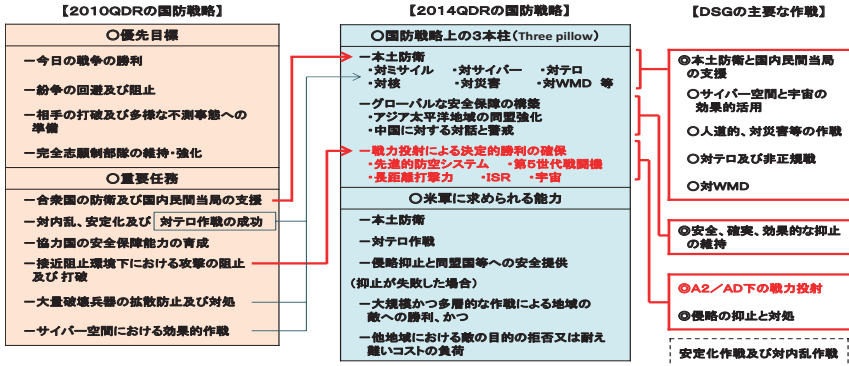 【2010QDRの国防戦略】
〇優先目標
－今日の戦争の勝利
－紛争の回避及び阻止
－相手の打破及び多様な不測事態への
準備
－完全志願制部隊の維持・強化
〇重要任務
－合衆国の防衛及び国内民間当局の支援
－対内乱、安定化及び 対テロ作戦の成功
－協力国の安全保障能力の育成
－接近阻止環境下における攻撃の阻止
及び 打破
－大量破壊兵器の拡散防止及び対処
－サイバー空間における効果的作戦
【2014QDRの国防戦略】
〇国防戦略上の3本柱(Three pillow)
－本土防衛
・対ミサイル ・対サイバー ・対テロ
・対核 ・対災害 ・対WMD 等
－グローバルな安全保障の構築
・アジア太平洋地域の同盟強化
・中国に対する対話と警戒
－戦力投射による決定的勝利の確保
・先進的防空システム ・第5世代戦闘機
・長距離打撃力 ・ISR ・宇宙
〇米軍に求められる能力
－本土防衛
－対テロ作戦
－侵略抑止と同盟国等への安全提供
(抑止が失敗した場合)
－大規模かつ多層的な作戦による地域の
敵への勝利、かつ
－他地域における敵の目的の拒否又は耐え
難いコストの負荷
【DSGの主要な作戦】
◎本土防衛と国内民間当局
の支援
〇サイバー空間と宇宙の
効果的活用
〇人道的、対災害等の作戦
〇対テロ及び非正規戦
〇対WMD
◎安全、確実、効果的な抑止
の維持
◎A2／AD下の戦力投射
◎侵略の抑止と対処
安定化作戦及び対内乱作戦